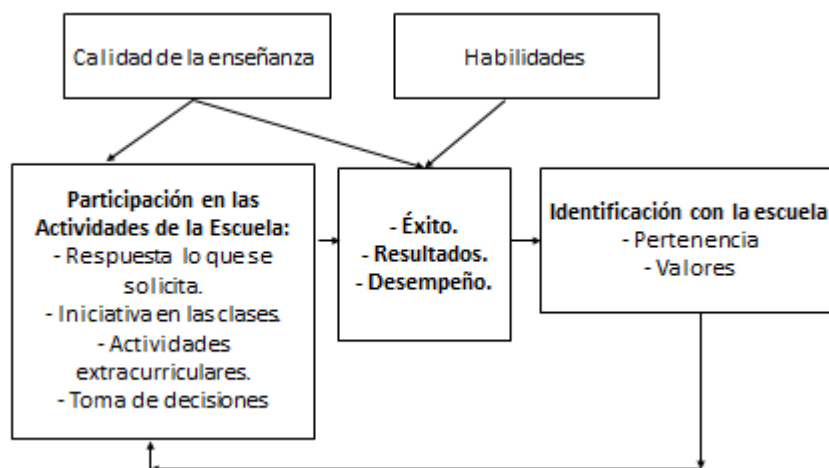 Calidad de la enseñanza
Habilidades
Participación en las
Actividades de la Escuela:
- Respuesta lo que se
solicita.
- Iniciativa en las clases.
- Actividades
extracurriculares.
- Toma de decisiones
- Éxito.
- Resultados.
- Desempeño.
Identificación con la escuela
- Pertenencia
- Valores